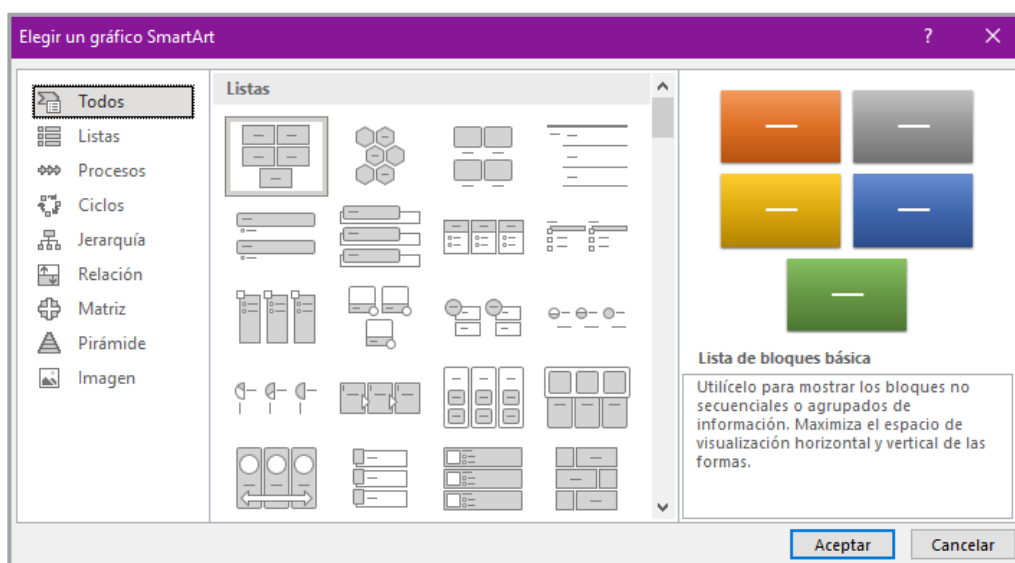 Elegir un gráfico SmartArt
?
Todos
Listas
Procesos
Ciclos
Jerarquía
Relación
Matriz
Pirámide
Imagen
Listas
Lista de bloques básica
Utilícelo para mostrar los bloques no
secuenciales o agrupados de
información. Maximiza el espacio de
visualización horizontal y vertical de las
formas.
Aceptar
Cancelar